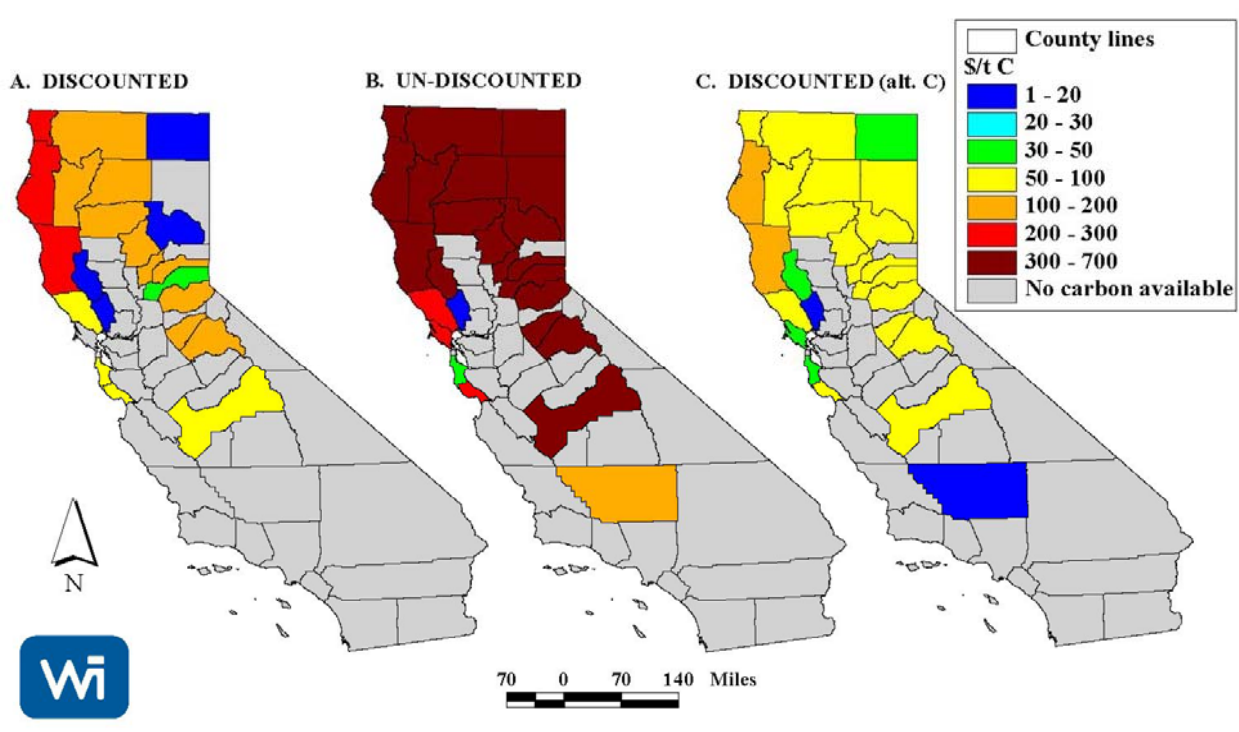 A. DISCOUNTED
B. UN-DISCOUNTED
C. DISCOUNTED (alt. C)
County lines
$/t C
1 - 20
20 - 30
30 - 50
50 - 100
100 - 200
200 - 300
300 - 700
No carbon available
N
Wi
70 0 70 140 Miles